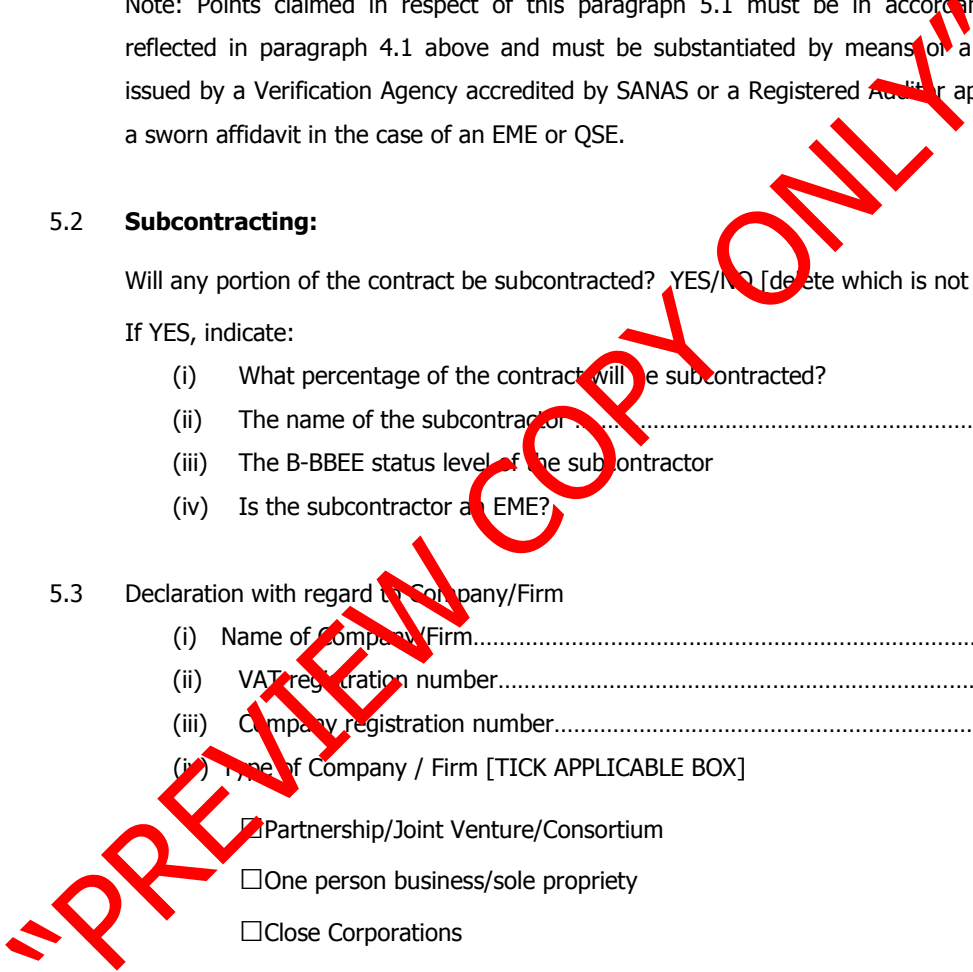 Note: Points claimed in respect of this paragraph 5.1 must be in
reflected in paragraph 4.1 above and must be substantiated by means of a
issued by a Verification Agency accredited by SANAS or a Registered Auditor
a sworn affidavit in the case of an EME or QSE.
5.2 Subcontracting:
Will any portion of the contract be subcontracted? YES/NO [delete which is not
If YES, indicate:
(i) What percentage of the contract will be subcontracted?
(ii) The name of the subcontractor ……………………………………………………
(iii) The B-BBEE status level of the subcontractor
(iv) Is the subcontractor an EME?
5.3 Declaration with regard to Company/Firm
(i) Name of Company/Firm……………………………………………………………………
(ii) VAT registration number…………………………………………………………………
(iii) Company registration number…………………………………………………………
(iv) Type of Company / Firm [TICK APPLICABLE BOX]
☐Partnership/Joint Venture/Consortium
☐One person business/sole propriety
☐Close Corporations
“PREVIEW COPY ONLY”